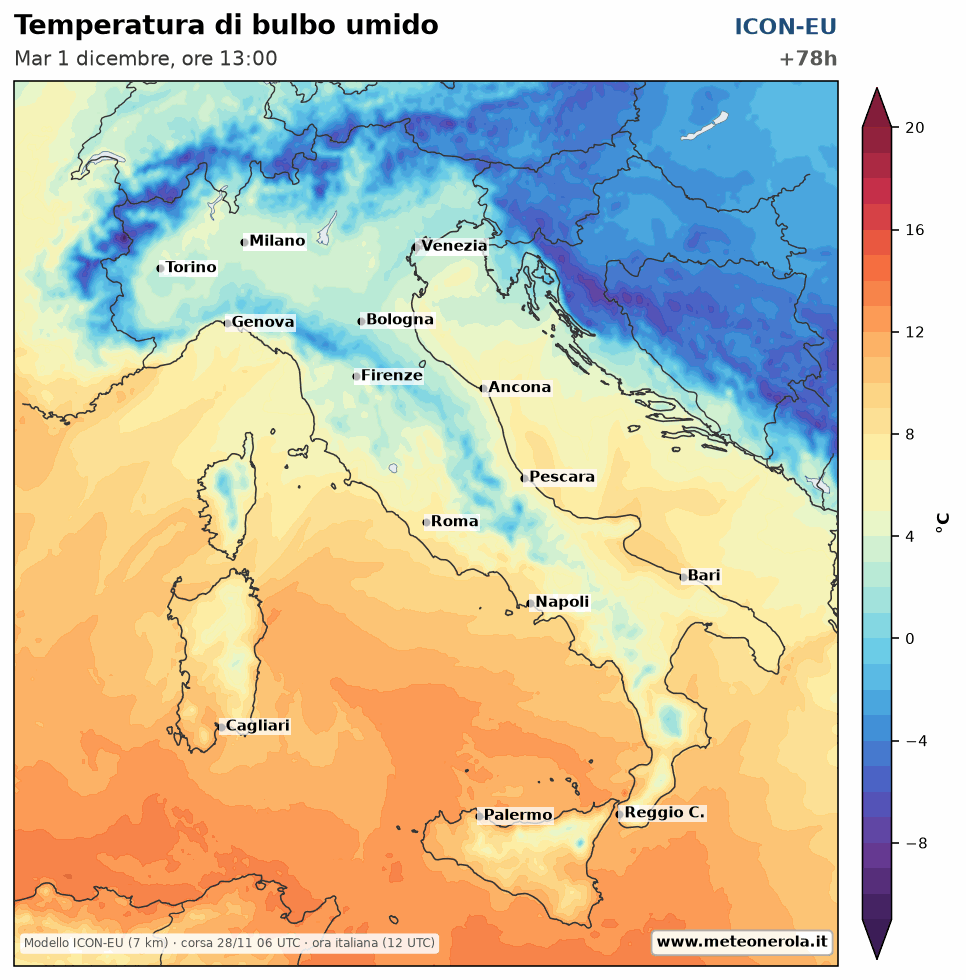 Temperatura di bulbo umido
ICON-EU
Mar 1 dicembre, ore 13:00
+78h
20
16
12
8
4
0
−4
−8
°C
Milano
Venezia
Torino
Genova
Bologna
Firenze
Ancona
Pescara
Roma
Bari
Napoli
Cagliari
Palermo
Reggio C.
Modello ICON-EU (7 km) · corsa 28/11 06 UTC · ora italiana (12 UTC)
www.meteonerola.it